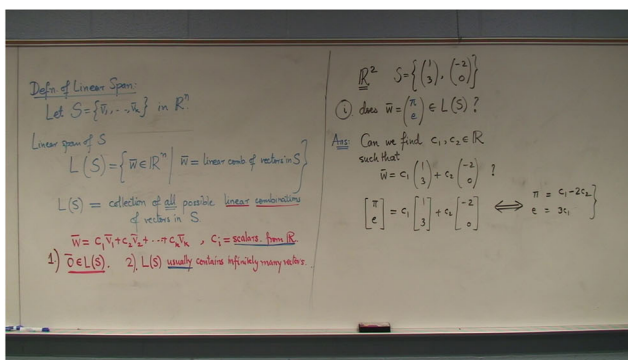 Defn. of Linear Span:
Let S = {v̄₁, . . , v̄ₖ} in ℝⁿ
Linear span of S
L(S) = { w̄ ∈ ℝⁿ | w̄ = linear comb of vectors in S }
L(S) = collection of all possible linear combinations
of vectors in S.
w̄ = c₁v̄₁ + c₂v̄₂ + ⋯ + cₖv̄ₖ , cᵢ = scalars from ℝ.
1) 0̄ ∈ L(S). 2) L(S) usually contains infinitely many vectors.
ℝ² S = { (1 3), (-2 0) }
(i) does w̄ = (π e) ∈ L(S) ?
Ans: Can we find c₁, c₂ ∈ ℝ
such that
w̄ = c₁ (1 3) + c₂ (-2 0) ?
[π e] = c₁ [1 3] + c₂ [-2 0] ⟺ π = c₁ - 2c₂
e = 3c₁ }